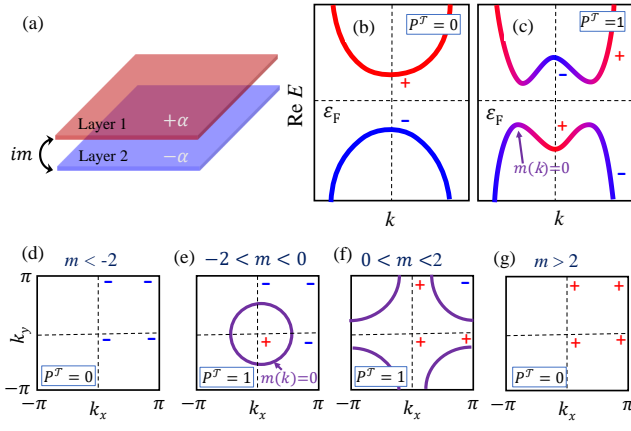 (a)
Layer 1 +α
Layer 2 −α
im
(b)
P^𝒯 = 0
Re E
ε_F
+
-
k
(c)
P^𝒯 = 1
+
-
ε_F
+
m(k)=0
-
k
(d) m < -2
π
k_y
−π
- -
- -
P^𝒯 = 0
−π k_x π
(e) −2 < m < 0
- -
+ -
P^𝒯 = 1
m(k)=0
−π k_x π
(f) 0 < m < 2
+ -
+ +
P^𝒯 = 1
−π k_x π
(g) m > 2
+ +
+ +
P^𝒯 = 0
−π k_x π